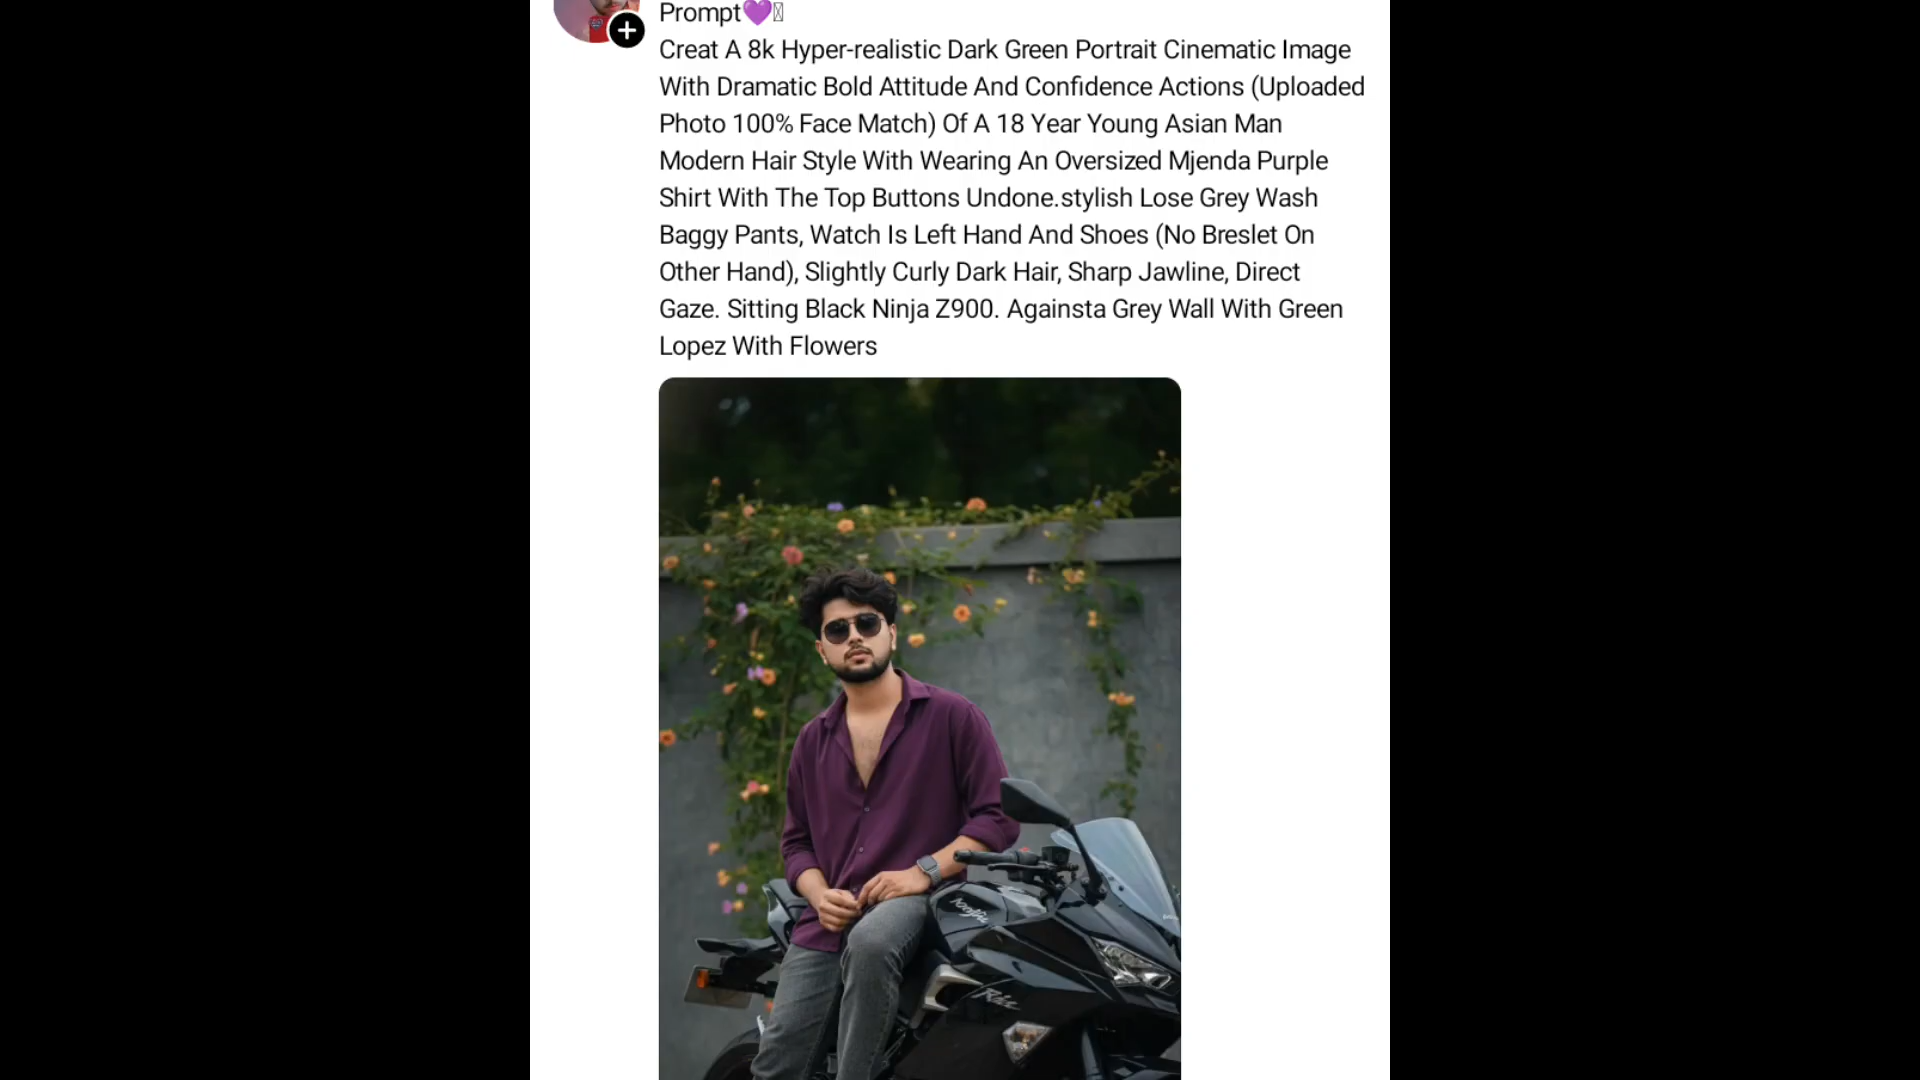 Prompt💜
Creat A 8k Hyper-realistic Dark Green Portrait Cinematic Image
With Dramatic Bold Attitude And Confidence Actions (Uploaded
Photo 100% Face Match) Of A 18 Year Young Asian Man
Modern Hair Style With Wearing An Oversized Mjenda Purple
Shirt With The Top Buttons Undone.stylish Lose Grey Wash
Baggy Pants, Watch Is Left Hand And Shoes (No Breslet On
Other Hand), Slightly Curly Dark Hair, Sharp Jawline, Direct
Gaze. Sitting Black Ninja Z900. Againsta Grey Wall With Green
Lopez With Flowers
Ninja